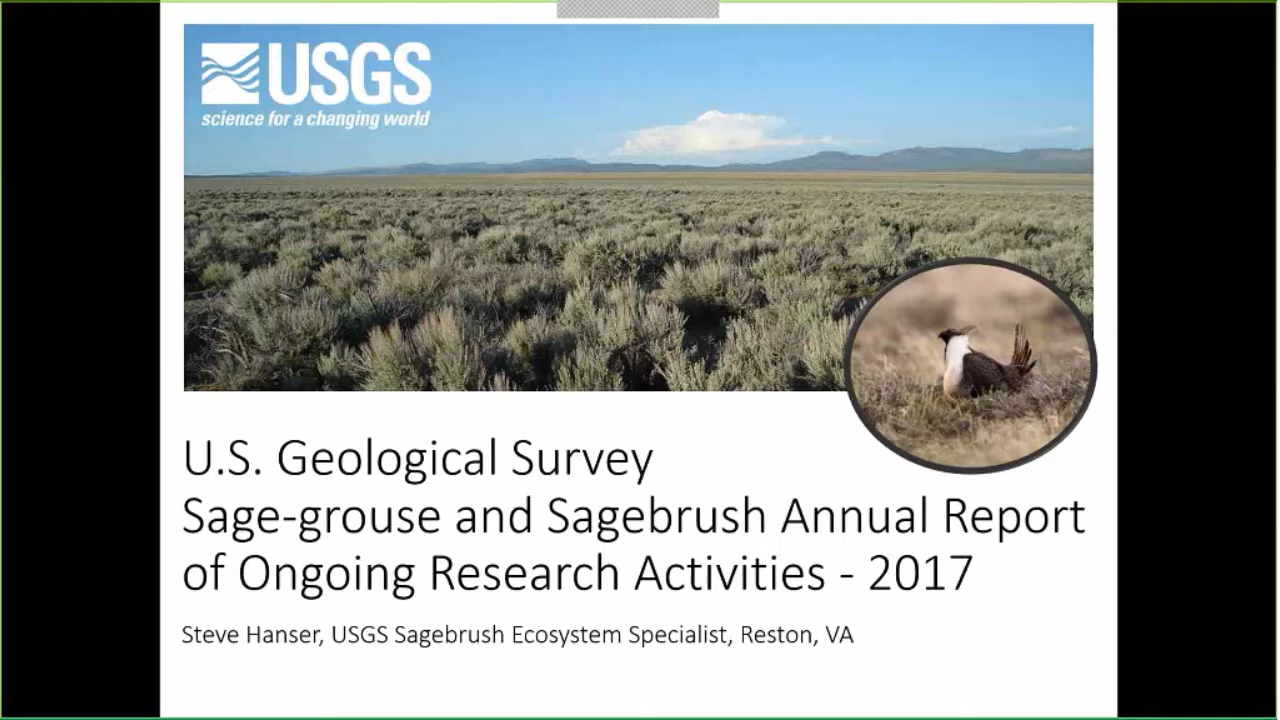 USGS
science for a changing world
U.S. Geological Survey
Sage-grouse and Sagebrush Annual Report
of Ongoing Research Activities - 2017
Steve Hanser, USGS Sagebrush Ecosystem Specialist, Reston, VA